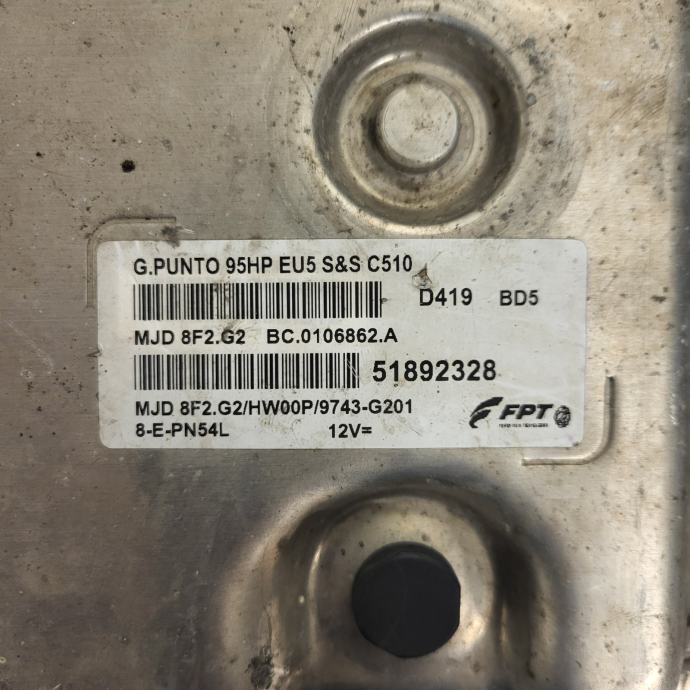 G.PUNTO 95HP EU5 S&S C510
D419 BD5
MJD 8F2.G2 BC.0106862.A
51892328
MJD 8F2.G2/HW00P/9743-G201
8-E-PN54L 12V=
FPT